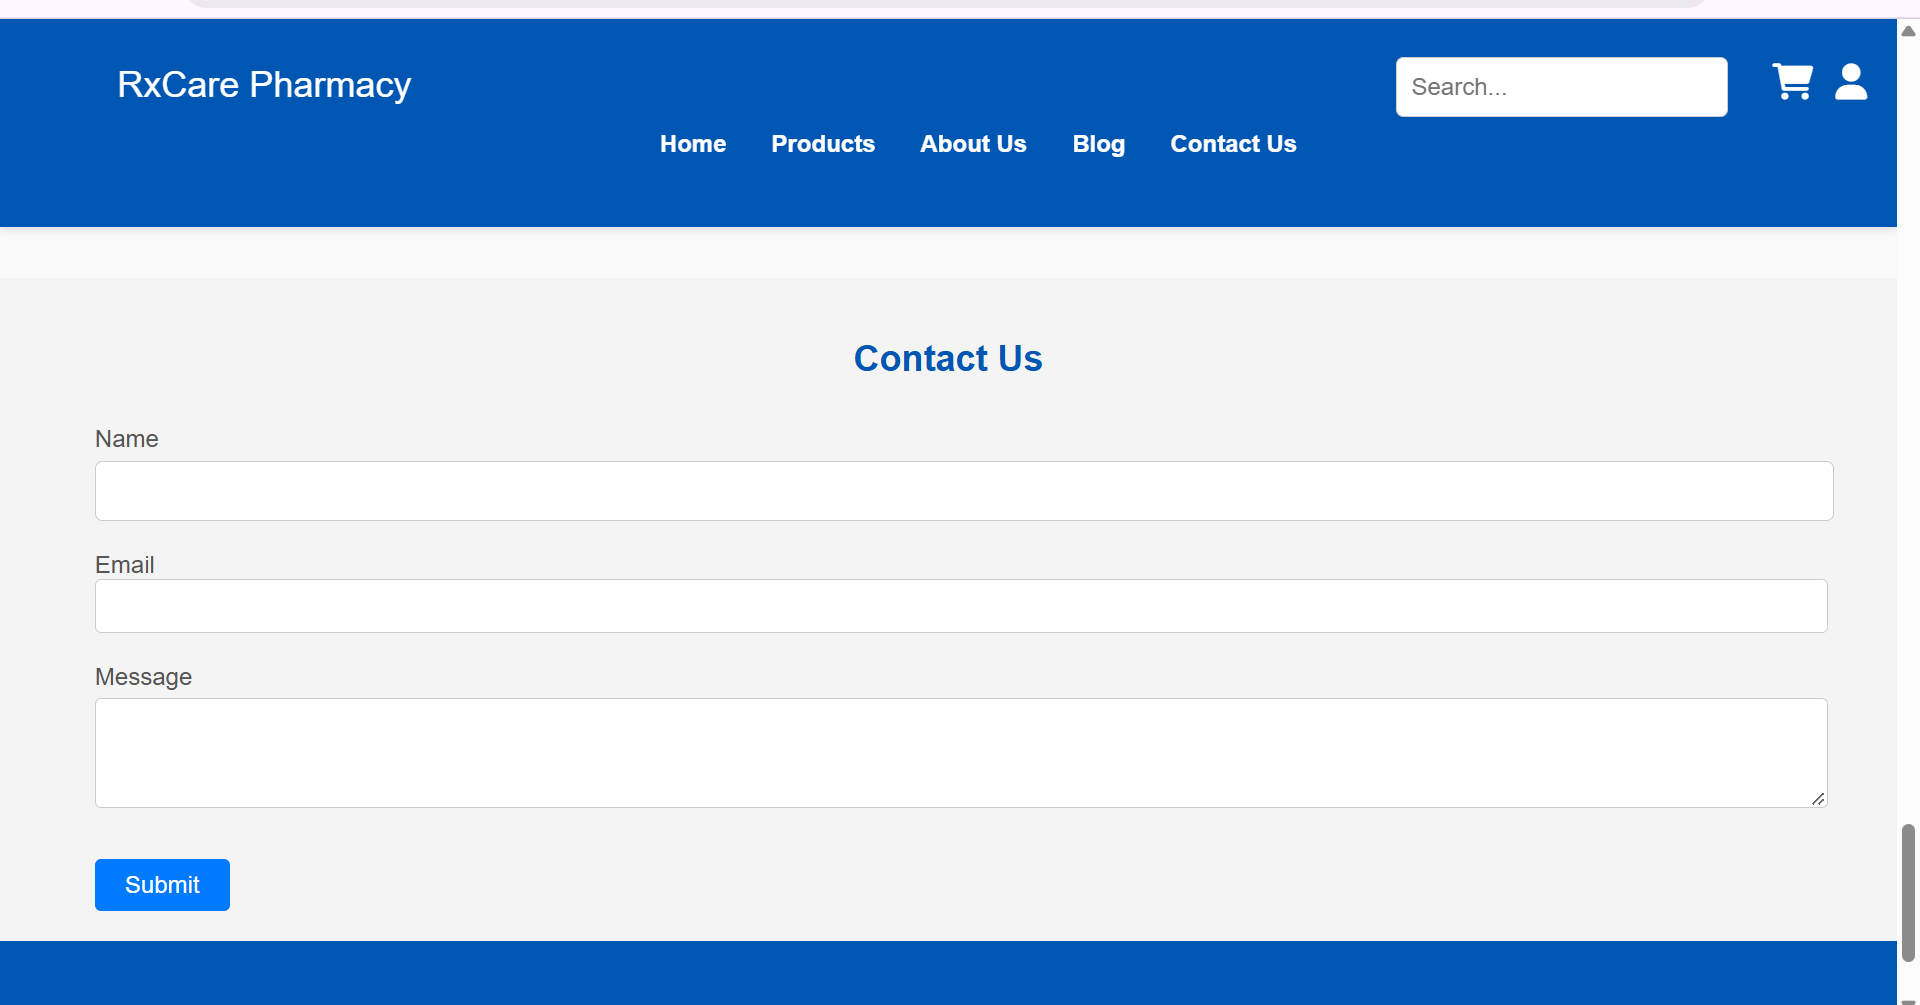 RxCare Pharmacy
Search...
Home Products About Us Blog Contact Us
Contact Us
Name
Email
Message
Submit